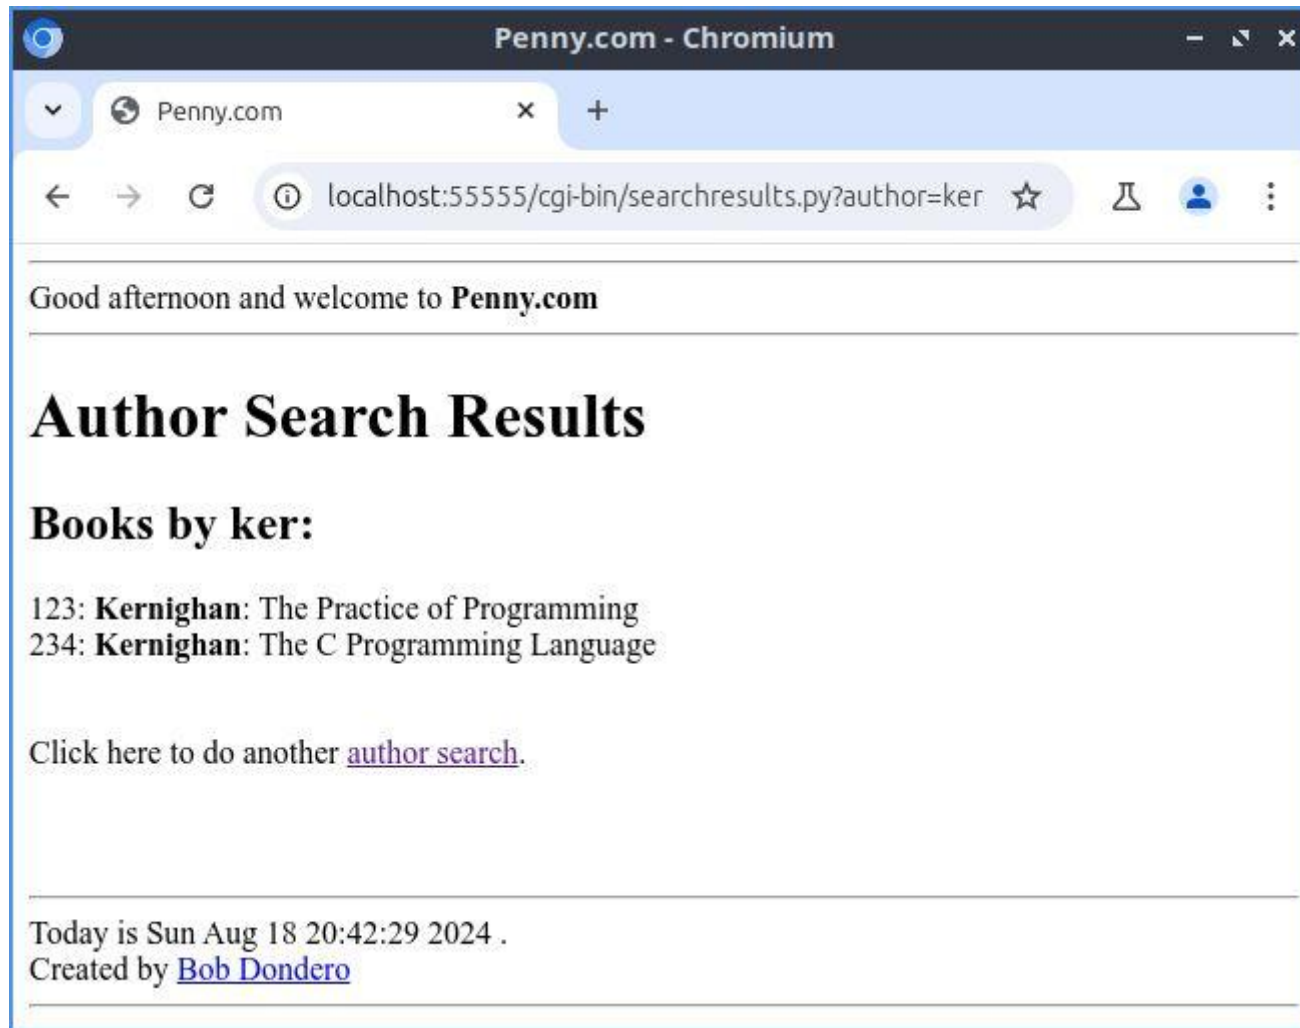 Penny.com - Chromium
Penny.com
localhost:55555/cgi-bin/searchresults.py?author=ker
Good afternoon and welcome to Penny.com
Author Search Results
Books by ker:
123: Kernighan: The Practice of Programming
234: Kernighan: The C Programming Language
Click here to do another author search.
Today is Sun Aug 18 20:42:29 2024 .
Created by Bob Dondero